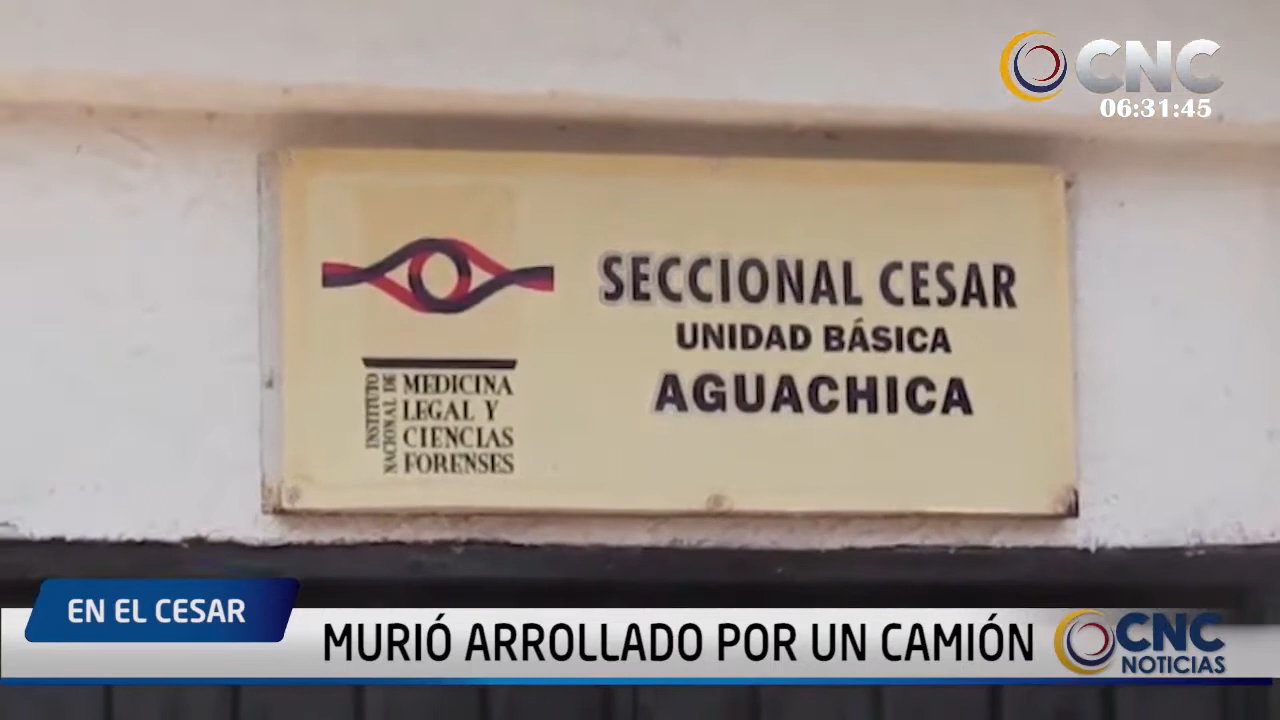 CNC
06:31:45
SECCIONAL CESAR
UNIDAD BÁSICA
AGUACHICA
INSTITUTO
NACIONAL DE
MEDICINA
LEGAL Y
CIENCIAS
FORENSES
EN EL CESAR
MURIÓ ARROLLADO POR UN CAMIÓN
CNC
NOTICIAS